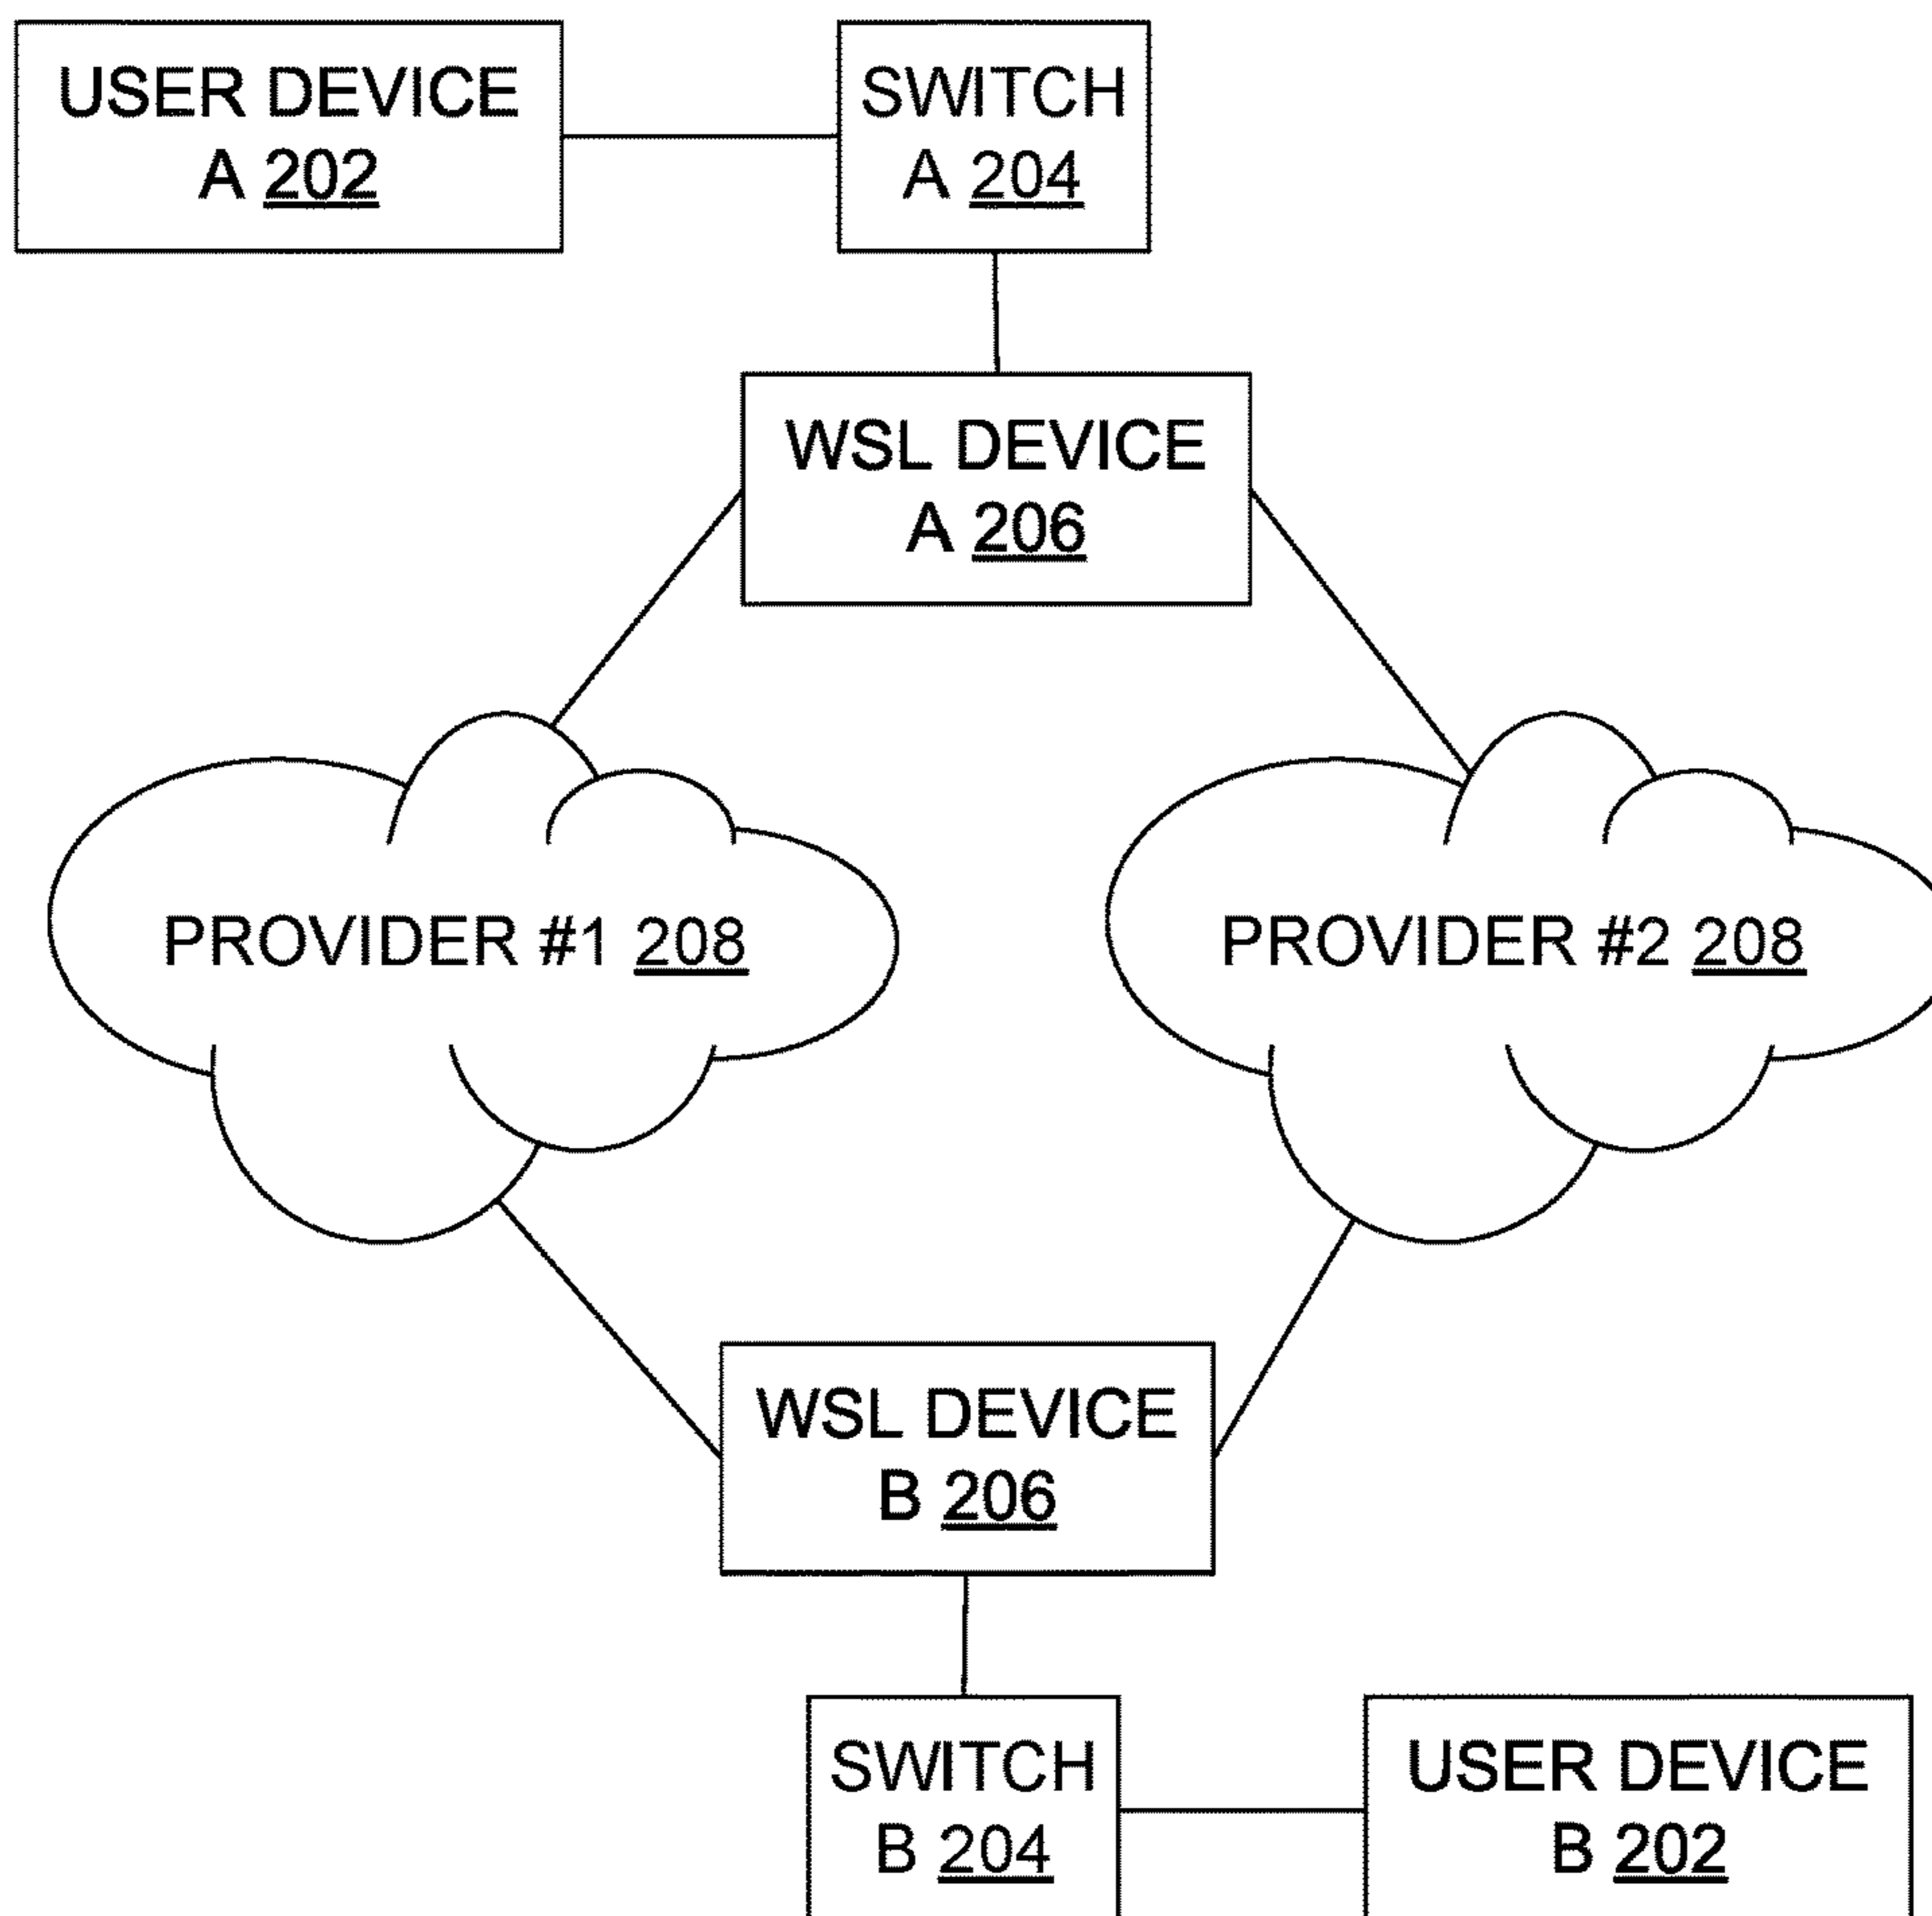 USER DEVICE
A 202
SWITCH
A 204
WSL DEVICE
A 206
PROVIDER #1 208
PROVIDER #2 208
WSL DEVICE
B 206
SWITCH
B 204
USER DEVICE
B 202